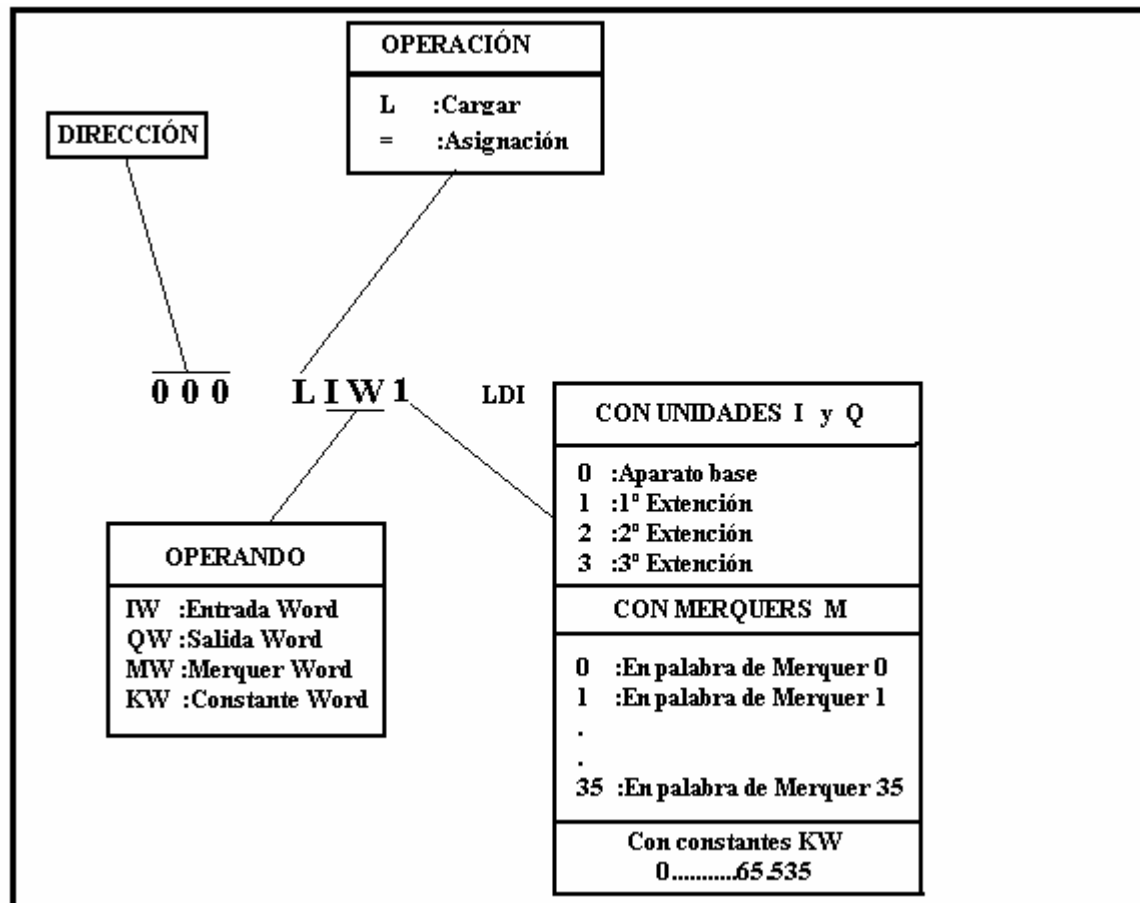 OPERACIÓN
L :Cargar
= :Asignación
DIRECCIÓN
0 0 0 L I W 1 LDI
CON UNIDADES I y Q
0 :Aparato base
1 :1º Extención
2 :2º Extención
3 :3º Extención
CON MERQUERS M
0 :En palabra de Merquer 0
1 :En palabra de Merquer 1
.
.
35 :En palabra de Merquer 35
Con constantes KW
0...........65.535
OPERANDO
IW :Entrada Word
QW :Salida Word
MW :Merquer Word
KW :Constante Word